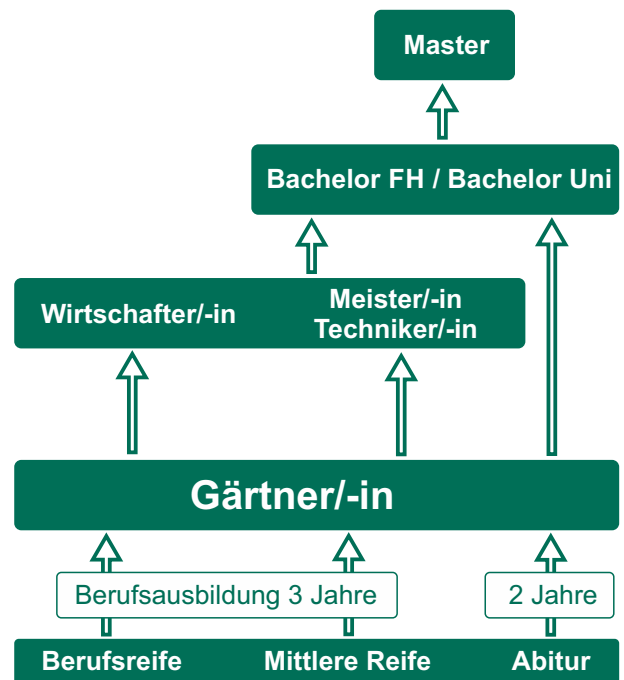 Master
Bachelor FH / Bachelor Uni
Wirtschafter/-in
Meister/-in
Techniker/-in
Gärtner/-in
Berufsausbildung 3 Jahre
2 Jahre
Berufsreife
Mittlere Reife
Abitur